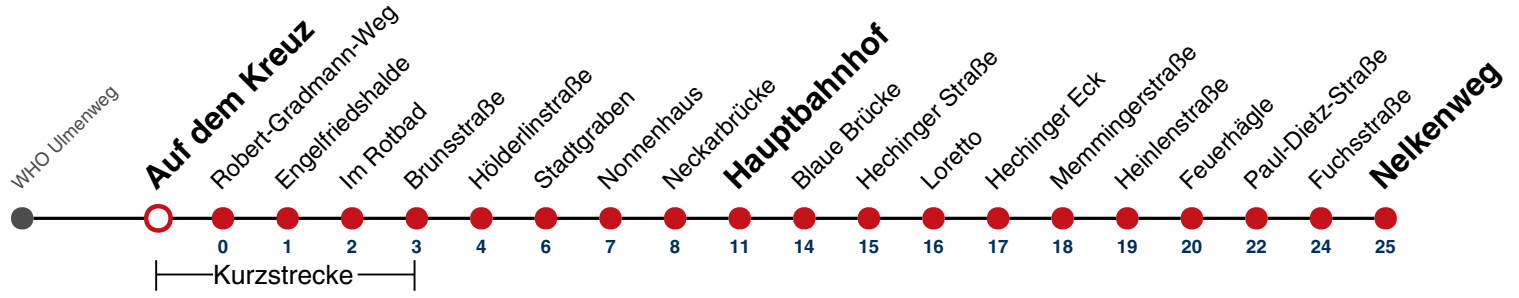 WHO Ulmenweg
Auf dem Kreuz
Robert-Gradmann-Weg
Engelfriedshalde
Im Rotbad
Brunsstraße
Hölderlinstraße
Stadtgraben
Nonnenhaus
Neckarbrücke
Hauptbahnhof
Blaue Brücke
Hechinger Straße
Loretto
Hechinger Eck
Memmingerstraße
Heinlenstraße
Feuerhägle
Paul-Dietz-Straße
Fuchsstraße
Nelkenweg
0 1 2 3 4 6 7 8 11 14 15 16 17 18 19 20 22 24 25
Kurzstrecke